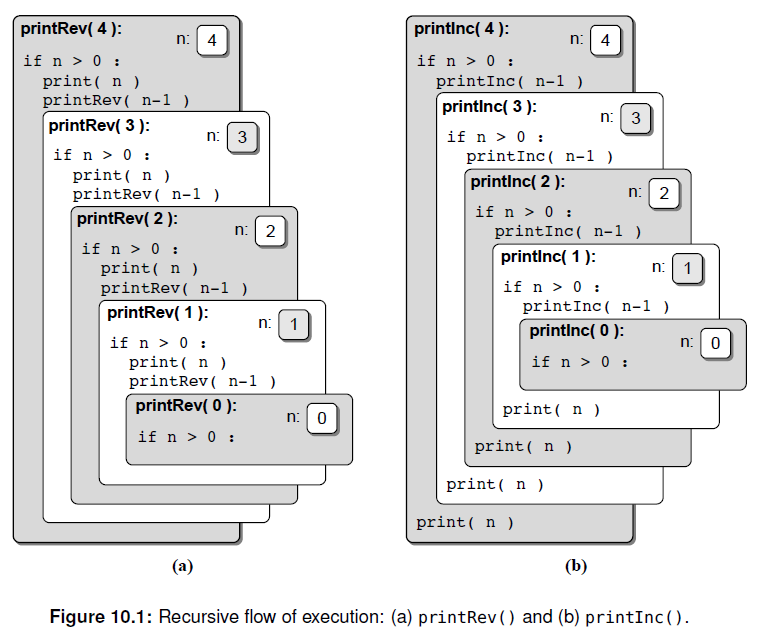 printRev( 4 ):
n: 4
if n > 0 :
print( n )
printRev( n-1 )
printRev( 3 ):
n: 3
if n > 0 :
print( n )
printRev( n-1 )
printRev( 2 ):
n: 2
if n > 0 :
print( n )
printRev( n-1 )
printRev( 1 ):
n: 1
if n > 0 :
print( n )
printRev( n-1 )
printRev( 0 ):
n: 0
if n > 0 :
(a)
printInc( 4 ):
n: 4
if n > 0 :
printInc( n-1 )
printInc( 3 ):
n: 3
if n > 0 :
printInc( n-1 )
printInc( 2 ):
n: 2
if n > 0 :
printInc( n-1 )
printInc( 1 ):
n: 1
if n > 0 :
printInc( n-1 )
printInc( 0 ):
n: 0
if n > 0 :
print( n )
print( n )
print( n )
print( n )
(b)
Figure 10.1: Recursive flow of execution: (a) printRev() and (b) printInc().